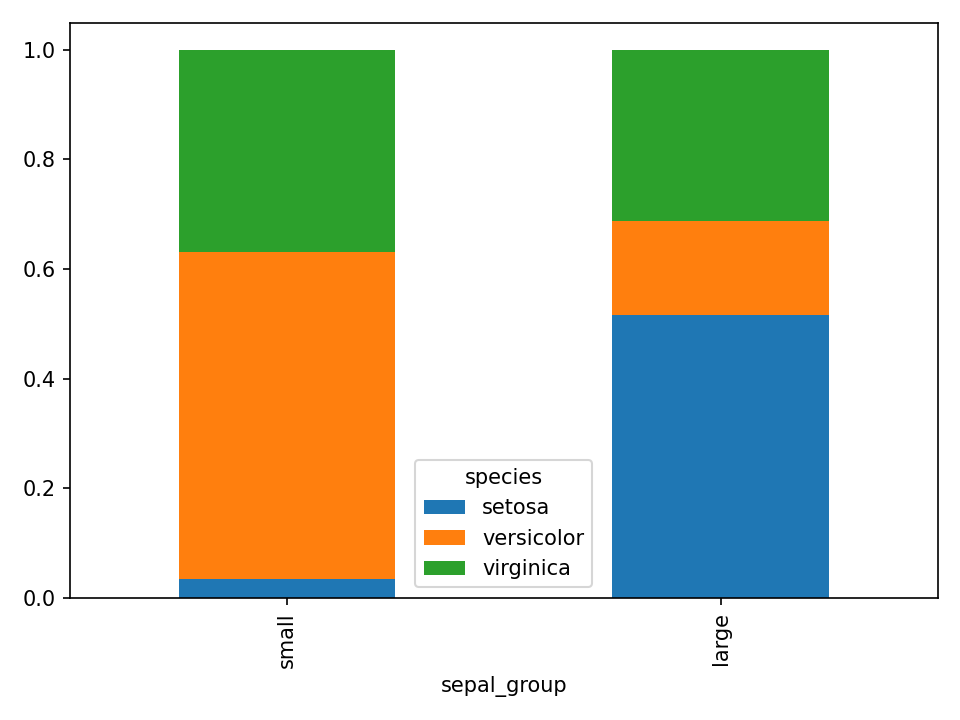 1.0
0.8
0.6
0.4
0.2
0.0
species
setosa
versicolor
virginica
small
large
sepal_group